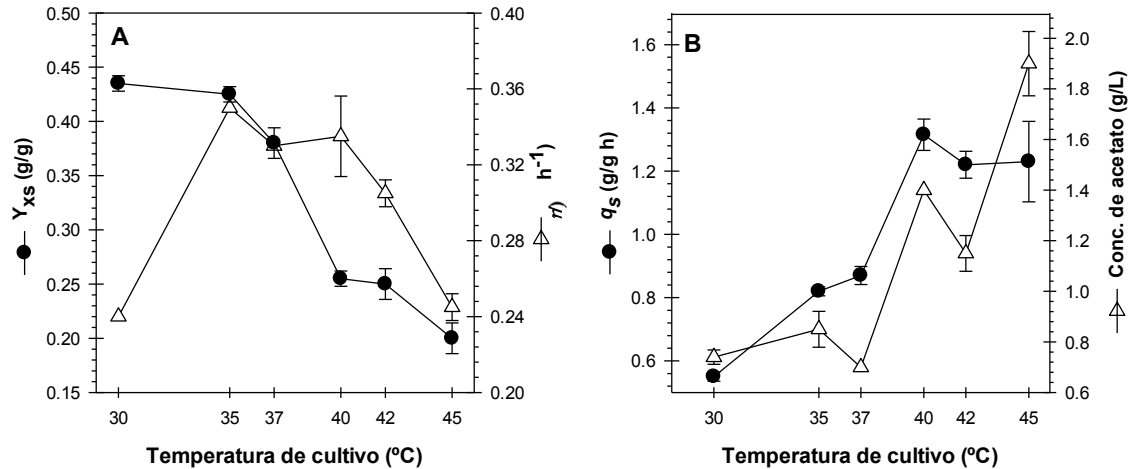 A
0.50
0.45
0.40
0.35
0.30
0.25
0.20
0.15
Yxs (g/g)
0.40
0.36
0.32
0.28
0.24
0.20
h-1)
30 35 37 40 42 45
Temperatura de cultivo (ºC)
B
1.6
1.4
1.2
1.0
0.8
0.6
qs (g/g h)
2.0
1.8
1.6
1.4
1.2
1.0
0.8
0.6
Conc. de acetato (g/L)
30 35 37 40 42 45
Temperatura de cultivo (ºC)